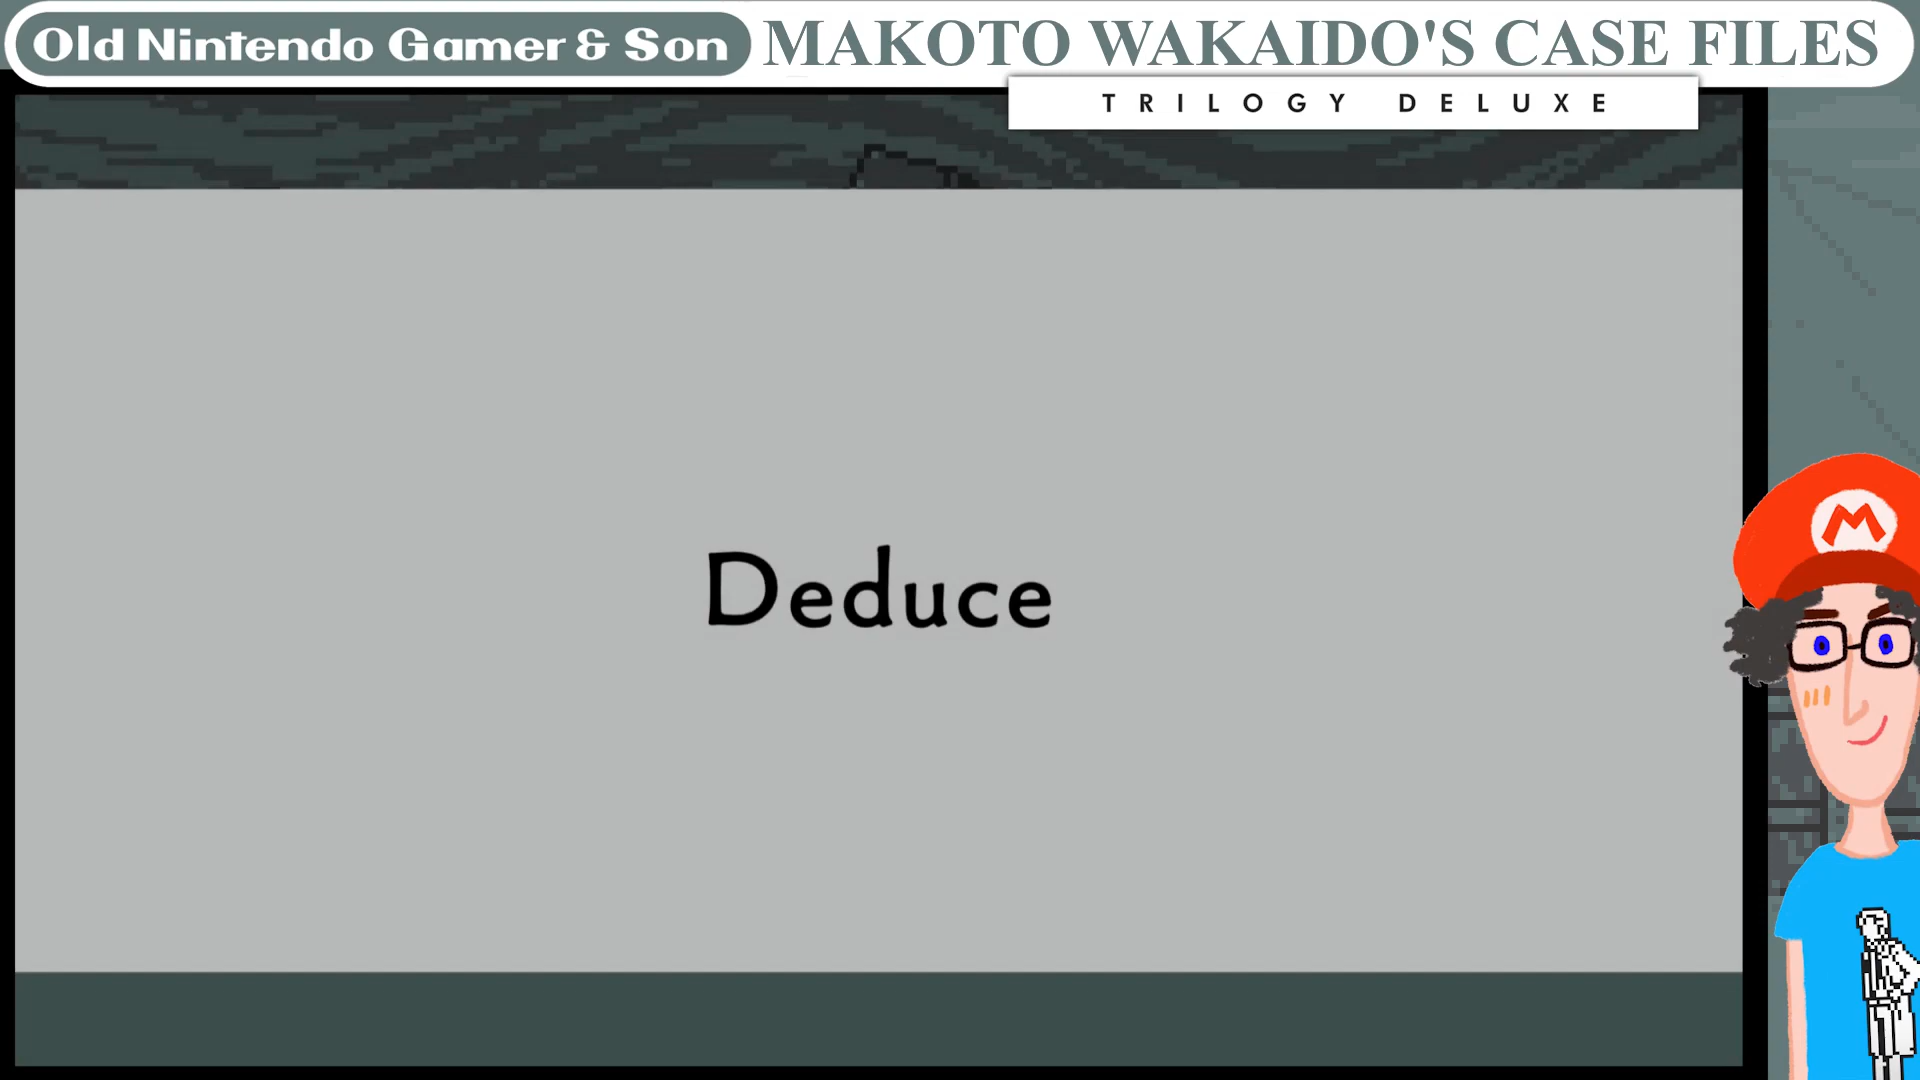 Old Nintendo Gamer & Son MAKOTO WAKAIDO'S CASE FILES
TRILOGY DELUXE
Deduce
M